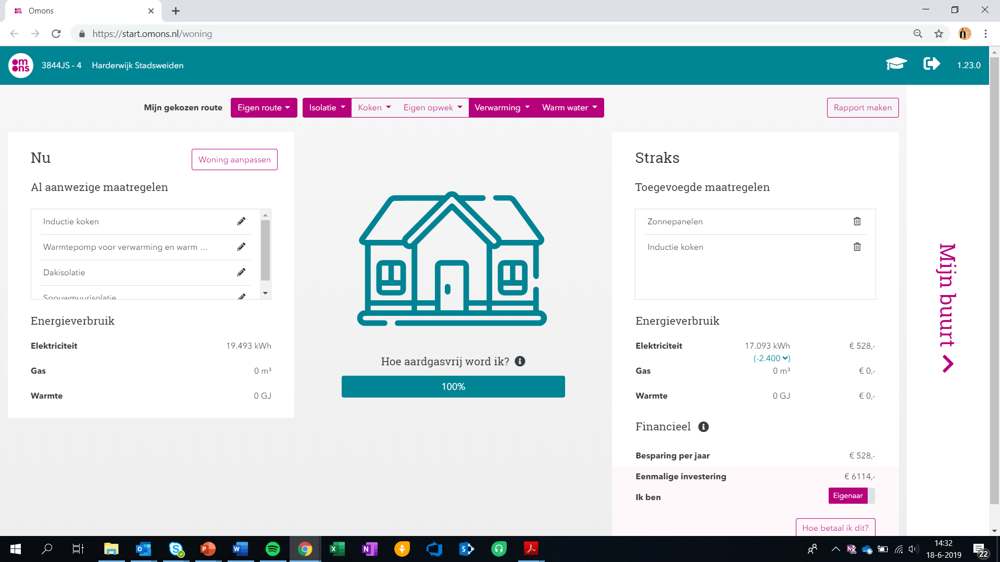 Omons
https://start.omons.nl/woning
om
ons
3844JS - 4 Harderwijk Stadsweiden
1.23.0
Mijn gekozen route Eigen route Isolatie Koken Eigen opwek Verwarming Warm water Rapport maken
Nu
Woning aanpassen
Al aanwezige maatregelen
Inductie koken
Warmtepomp voor verwarming en warm ...
Dakisolatie
Spouwmuurisolatie
Energieverbruik
Elektriciteit 19.493 kWh
Gas 0 m³
Warmte 0 GJ
Hoe aardgasvrij word ik?
100%
Straks
Toegevoegde maatregelen
Zonnepanelen
Inductie koken
Energieverbruik
Elektriciteit 17.093 kWh € 528,-
(-2.400)
Gas 0 m³ € 0,-
Warmte 0 GJ € 0,-
Financieel
Besparing per jaar € 528,-
Eenmalige investering € 6114,-
Ik ben Eigenaar
Hoe betaal ik dit?
Mijn buurt
14:32
18-6-2019
22